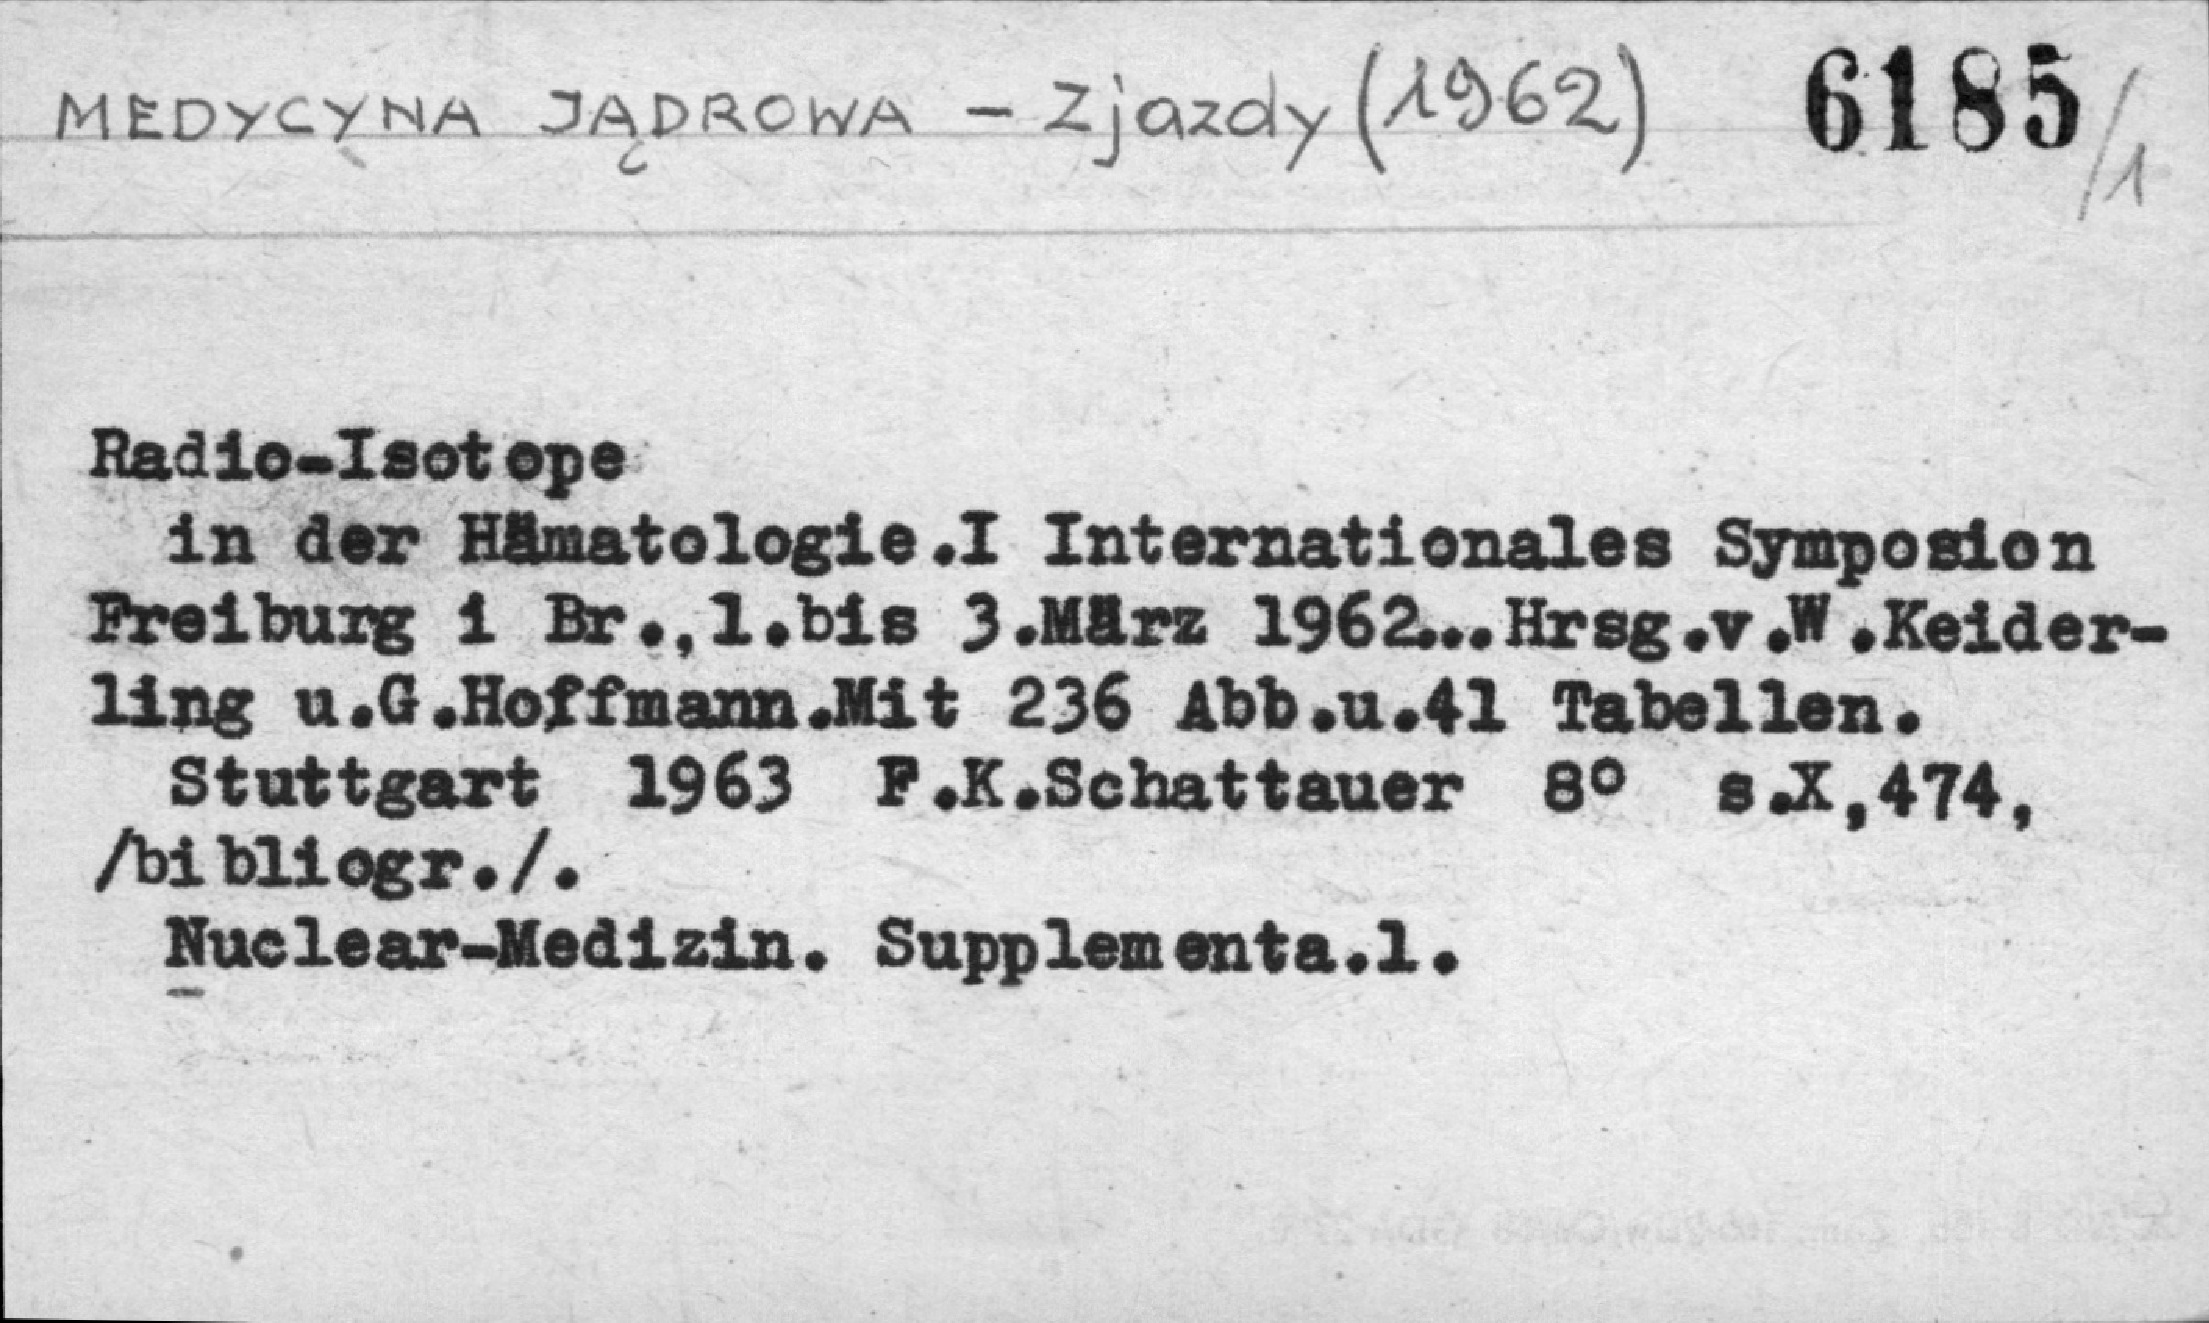 MEDYCYNA JĄDROWA - Zjazdy (1962) 6185/1
Radio-Isotope
in der Hämatologie.I Internationales Symposion
Freiburg i Br.,1.bis 3.März 1962...Hrsg.v.W.Keider-
ling u.G.Hoffmann.Mit 236 Abb.u.41 Tabellen.
Stuttgart 1963 F.K.Schattauer 8° s.X,474,
/bibliogr./.
Nuclear-Medizin. Supplementa.1.